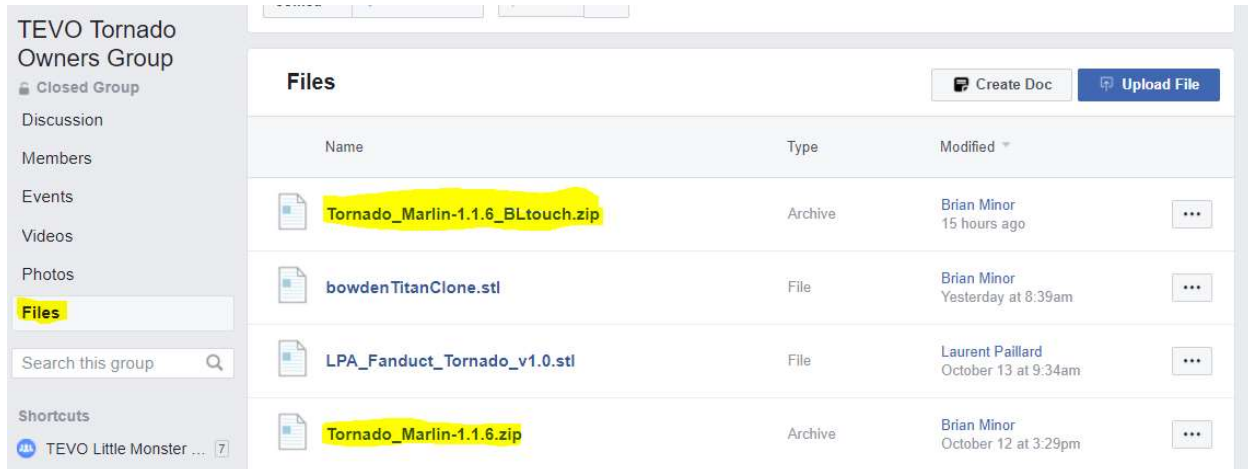 TEVO Tornado
Owners Group
Closed Group
Discussion
Members
Events
Videos
Photos
Files
Search this group
Shortcuts
TEVO Little Monster ... 7
Files
Create Doc
Upload File
Name Type Modified
Tornado_Marlin-1.1.6_BLtouch.zip Archive Brian Minor
15 hours ago
bowdenTitanClone.stl File Brian Minor
Yesterday at 8:39am
LPA_Fanduct_Tornado_v1.0.stl File Laurent Paillard
October 13 at 9:34am
Tornado_Marlin-1.1.6.zip Archive Brian Minor
October 12 at 3:29pm